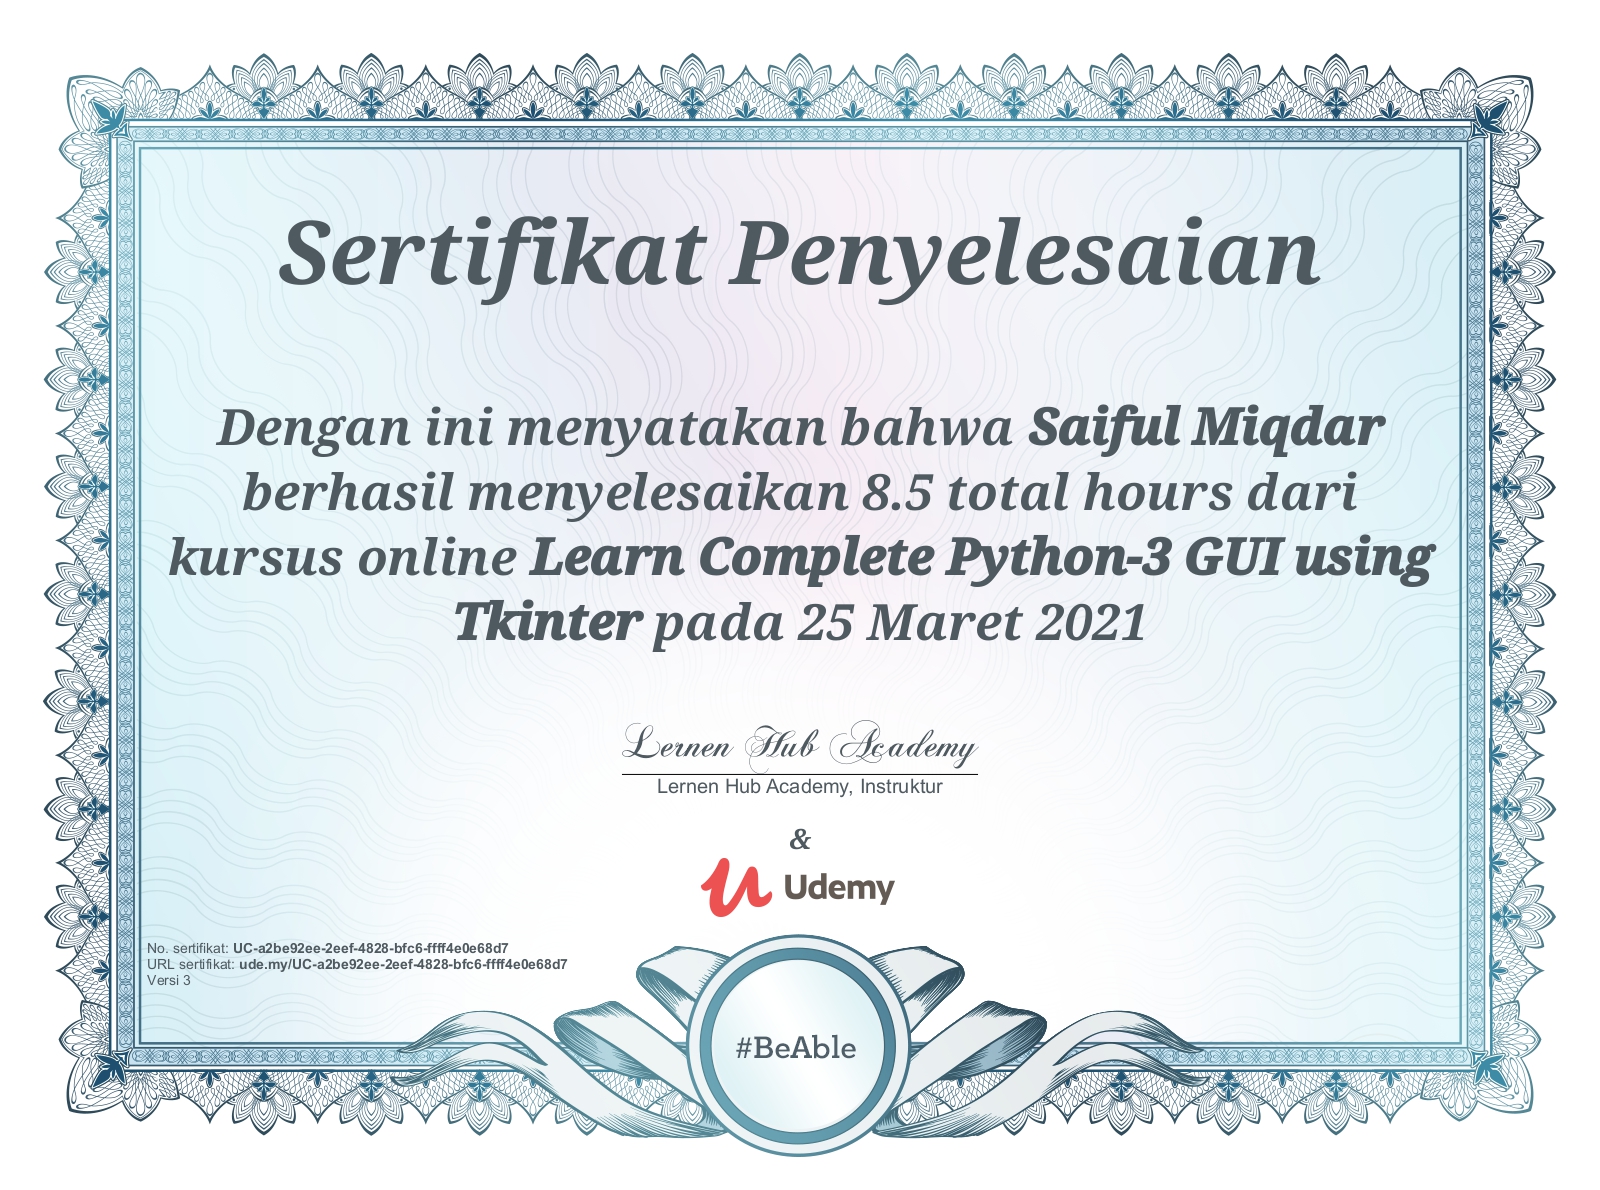 Sertifikat Penyelesaian
Dengan ini menyatakan bahwa Saiful Miqdar
berhasil menyelesaikan 8.5 total hours dari
kursus online Learn Complete Python-3 GUI using
Tkinter pada 25 Maret 2021
Lernen Hub Academy
Lernen Hub Academy, Instruktur
&
Udemy
No. sertifikat: UC-a2be92ee-2eef-4828-bfc6-ffff4e0e68d7
URL sertifikat: ude.my/UC-a2be92ee-2eef-4828-bfc6-ffff4e0e68d7
Versi 3
#BeAble